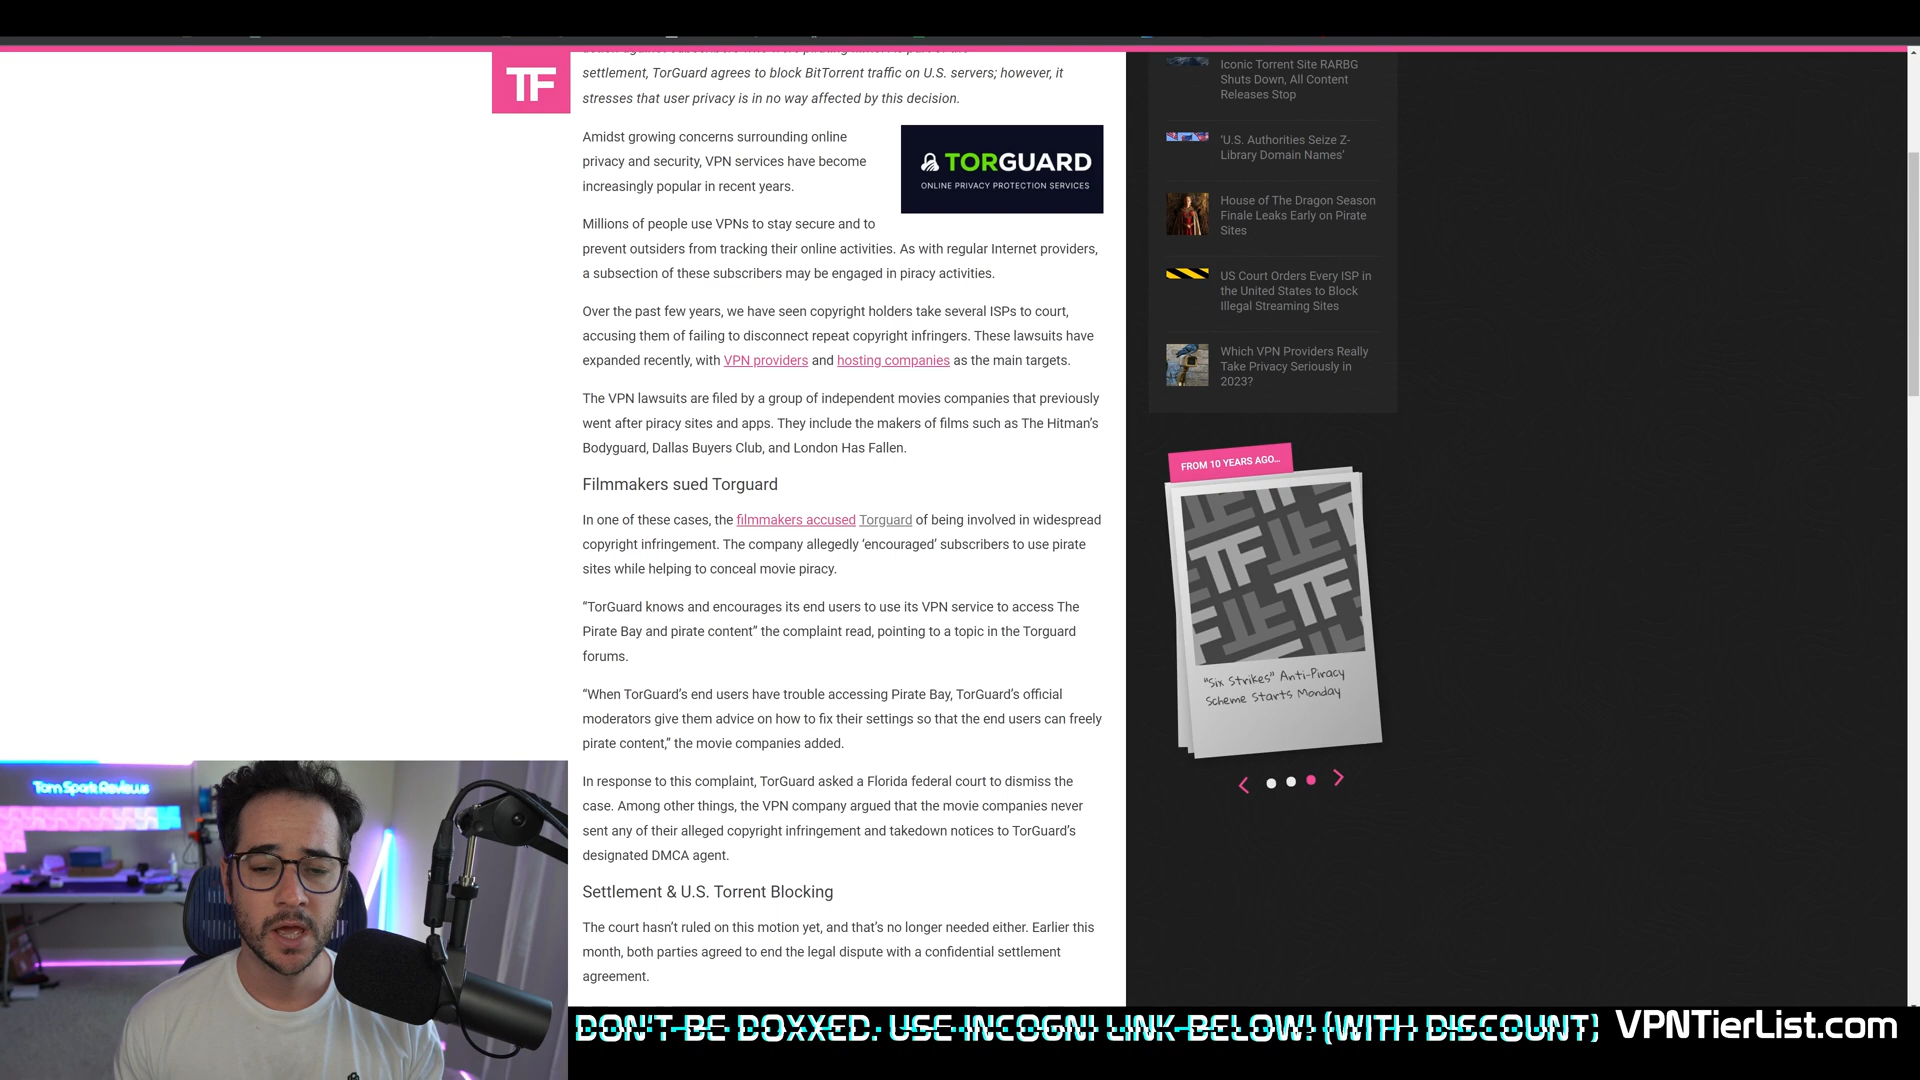 TF
settlement, TorGuard agrees to block BitTorrent traffic on U.S. servers; however, it
stresses that user privacy is in no way affected by this decision.
Amidst growing concerns surrounding online
privacy and security, VPN services have become
increasingly popular in recent years.
TORGUARD
ONLINE PRIVACY PROTECTION SERVICES
Millions of people use VPNs to stay secure and to
prevent outsiders from tracking their online activities. As with regular Internet providers,
a subsection of these subscribers may be engaged in piracy activities.
Over the past few years, we have seen copyright holders take several ISPs to court,
accusing them of failing to disconnect repeat copyright infringers. These lawsuits have
expanded recently, with VPN providers and hosting companies as the main targets.
The VPN lawsuits are filed by a group of independent movies companies that previously
went after piracy sites and apps. They include the makers of films such as The Hitman's
Bodyguard, Dallas Buyers Club, and London Has Fallen.
Filmmakers sued Torguard
In one of these cases, the filmmakers accused Torguard of being involved in widespread
copyright infringement. The company allegedly ‘encouraged’ subscribers to use pirate
sites while helping to conceal movie piracy.
“TorGuard knows and encourages its end users to use its VPN service to access The
Pirate Bay and pirate content” the complaint read, pointing to a topic in the Torguard
forums.
“When TorGuard’s end users have trouble accessing Pirate Bay, TorGuard’s official
moderators give them advice on how to fix their settings so that the end users can freely
pirate content,” the movie companies added.
In response to this complaint, TorGuard asked a Florida federal court to dismiss the
case. Among other things, the VPN company argued that the movie companies never
sent any of their alleged copyright infringement and takedown notices to TorGuard’s
designated DMCA agent.
Settlement & U.S. Torrent Blocking
The court hasn’t ruled on this motion yet, and that’s no longer needed either. Earlier this
month, both parties agreed to end the legal dispute with a confidential settlement
agreement.
Iconic Torrent Site RARBG
Shuts Down, All Content
Releases Stop
‘U.S. Authorities Seize Z-
Library Domain Names’
House of The Dragon Season
Finale Leaks Early on Pirate
Sites
US Court Orders Every ISP in
the United States to Block
Illegal Streaming Sites
Which VPN Providers Really
Take Privacy Seriously in
2023?
FROM 10 YEARS AGO…
TF
TF
“Six Strikes” Anti-Piracy
Scheme Starts Monday
Tom Spark Reviews
DON'T BE DOXXED. USE INCOGNI LINK BELOW! (WITH DISCOUNT)
VPNTierList.com